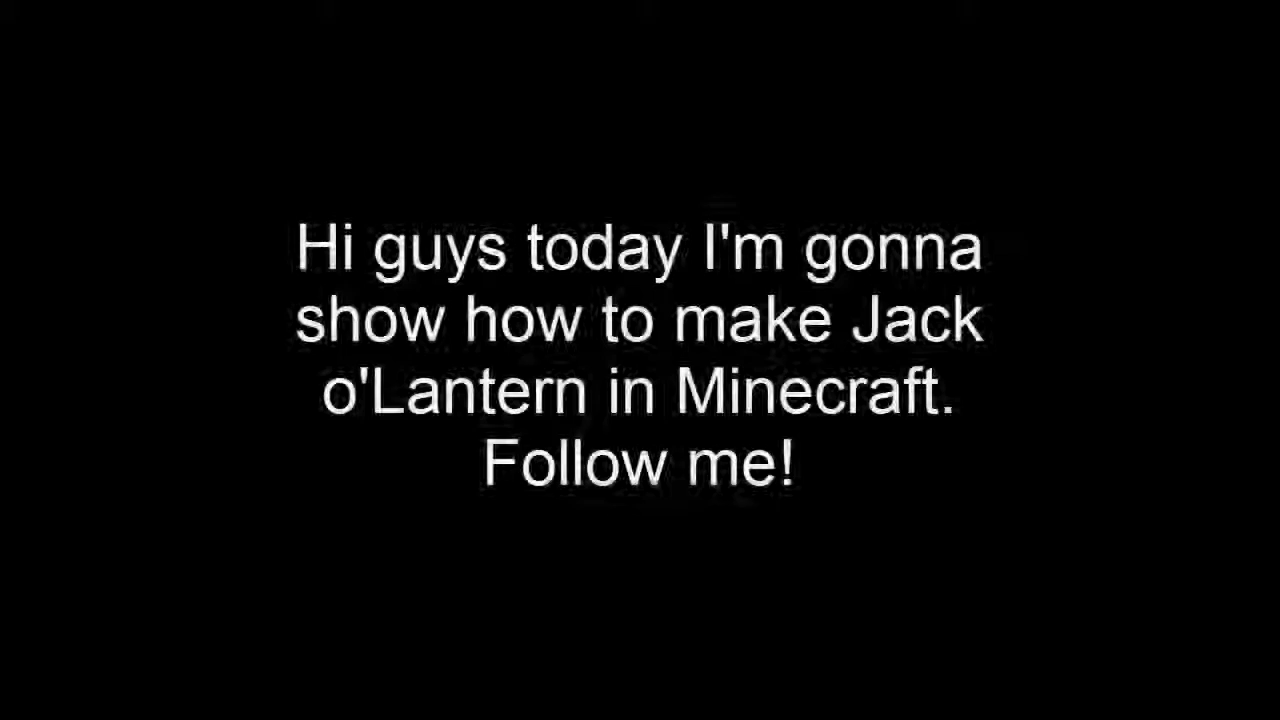 Hi guys today I'm gonna
show how to make Jack
o'Lantern in Minecraft.
Follow me!